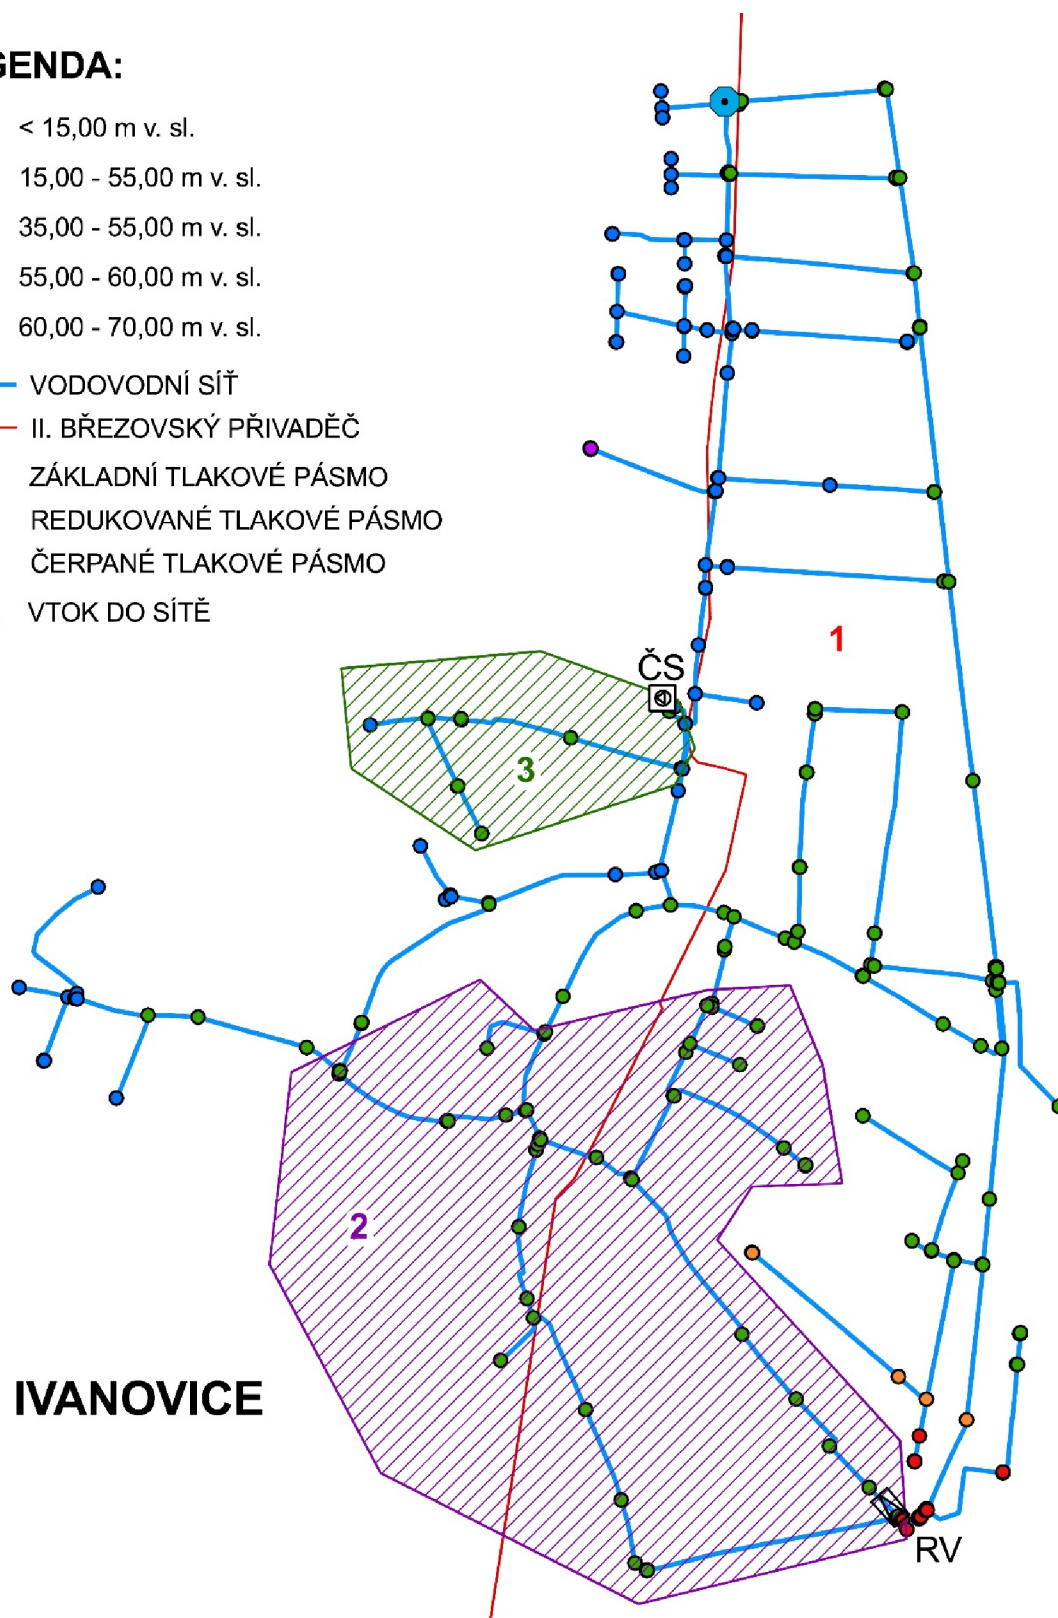 GENDA:
< 15,00 m v. sl.
15,00 - 55,00 m v. sl.
35,00 - 55,00 m v. sl.
55,00 - 60,00 m v. sl.
60,00 - 70,00 m v. sl.
VODOVODNÍ SÍŤ
II. BŘEZOVSKÝ PŘIVADĚČ
ZÁKLADNÍ TLAKOVÉ PÁSMO
REDUKOVANÉ TLAKOVÉ PÁSMO
ČERPANÉ TLAKOVÉ PÁSMO
VTOK DO SÍTĚ
1
ČS
3
2
IVANOVICE
RV